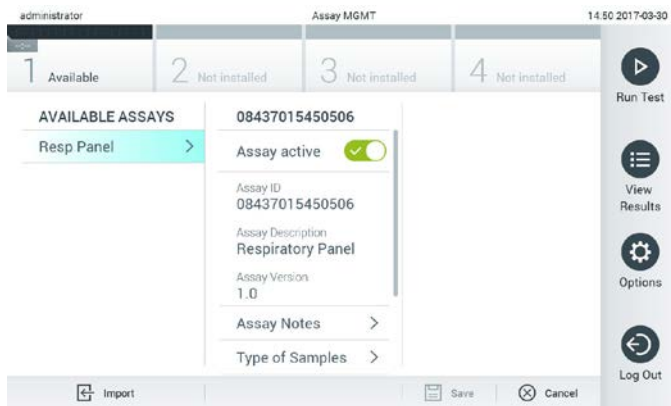 administrator Assay MGMT 14:50 2017-03-30
1 Available 2 Not installed 3 Not installed 4 Not installed
Run Test
AVAILABLE ASSAYS
Resp Panel
08437015450506
Assay active
Assay ID
08437015450506
Assay Description
Respiratory Panel
Assay Version
1.0
Assay Notes
Type of Samples
View
Results
Options
Log Out
Import Save Cancel